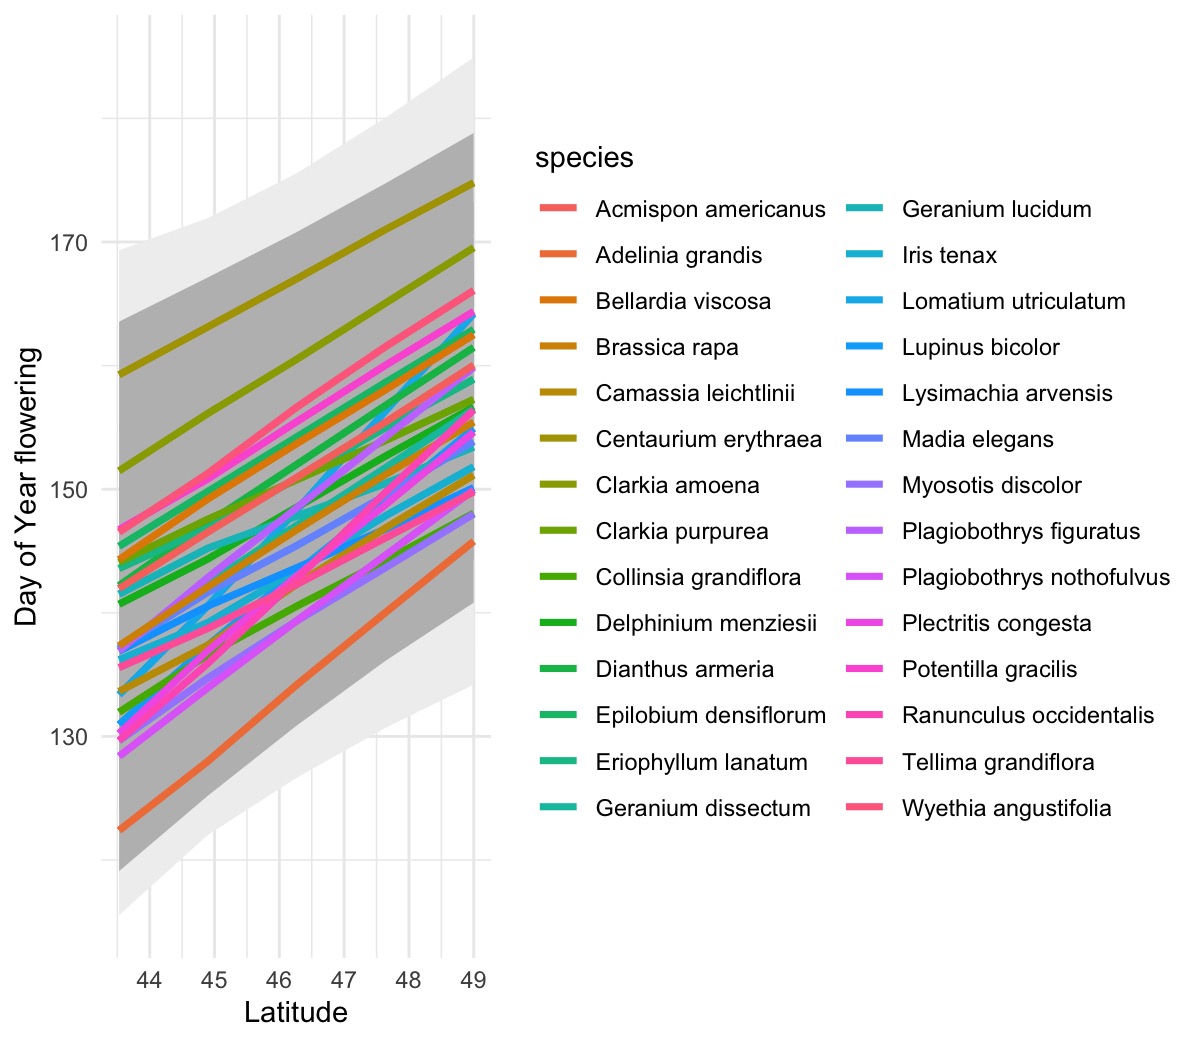 species
Acmispon americanus
Adelinia grandis
Bellardia viscosa
Brassica rapa
Camassia leichtlinii
Centaurium erythraea
Clarkia amoena
Clarkia purpurea
Collinsia grandiflora
Delphinium menziesii
Dianthus armeria
Epilobium densiflorum
Eriophyllum lanatum
Geranium dissectum
Geranium lucidum
Iris tenax
Lomatium utriculatum
Lupinus bicolor
Lysimachia arvensis
Madia elegans
Myosotis discolor
Plagiobothrys figuratus
Plagiobothrys nothofulvus
Plectritis congesta
Potentilla gracilis
Ranunculus occidentalis
Tellima grandiflora
Wyethia angustifolia
Day of Year flowering
170
150
130
44 45 46 47 48 49
Latitude